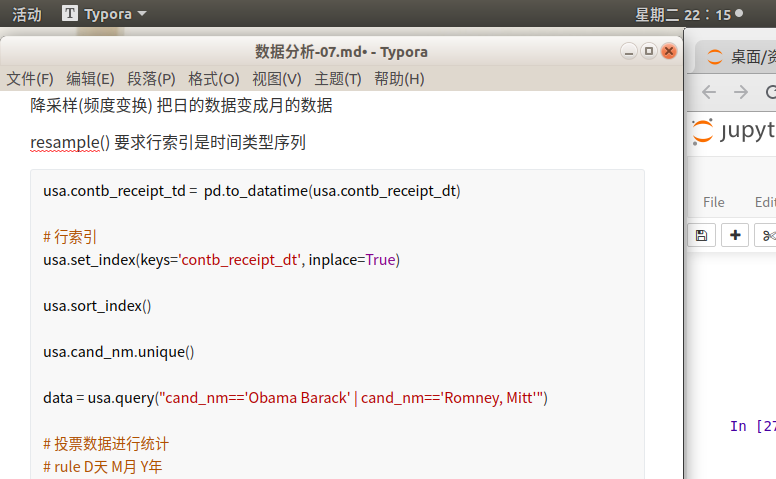 活动 Typora 星期二 22：15
数据分析-07.md• - Typora
文件(F) 编辑(E) 段落(P) 格式(O) 视图(V) 主题(T) 帮助(H)
降采样(频度变换) 把日的数据变成月的数据
resample() 要求行索引是时间类型序列
usa.contb_receipt_td = pd.to_datatime(usa.contb_receipt_dt)
# 行索引
usa.set_index(keys='contb_receipt_dt', inplace=True)
usa.sort_index()
usa.cand_nm.unique()
data = usa.query("cand_nm=='Obama Barack' | cand_nm=='Romney, Mitt'")
# 投票数据进行统计
# rule D天 M月 Y年
桌面/
File
In [27